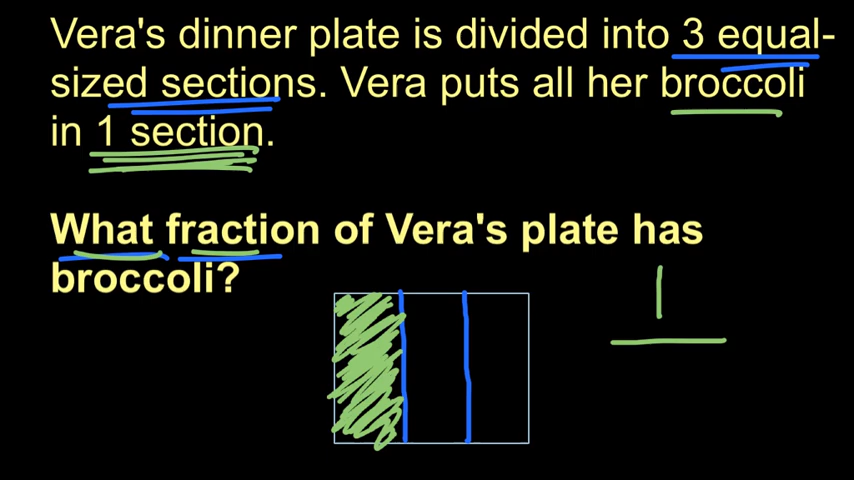 Vera's dinner plate is divided into 3 equal-
sized sections. Vera puts all her broccoli
in 1 section.
What fraction of Vera's plate has
broccoli?
1